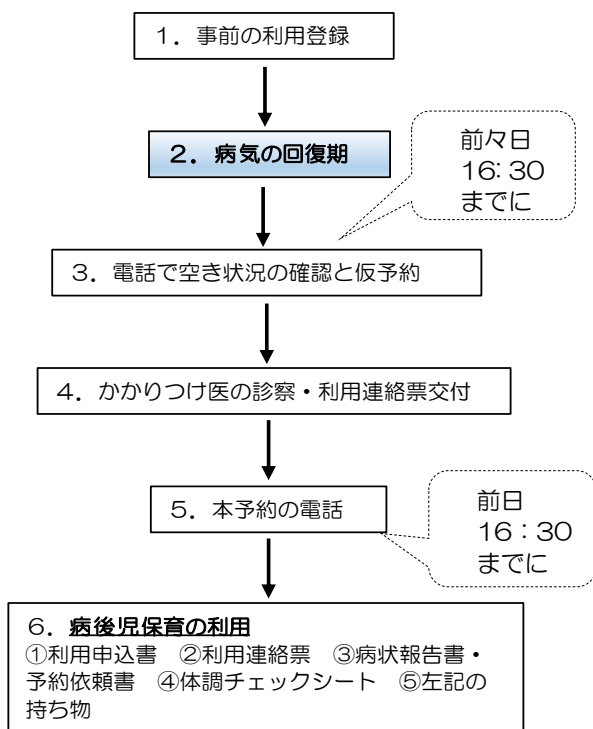 １．事前の利用登録
２．病気の回復期
前々日
16：30
までに
３．電話で空き状況の確認と仮予約
４．かかりつけ医の診察・利用連絡票交付
５．本予約の電話
前日
16：30
までに
６．病後児保育の利用
①利用申込書　②利用連絡票　③病状報告書・
予約依頼書　④体調チェックシート　⑤左記の
持ち物